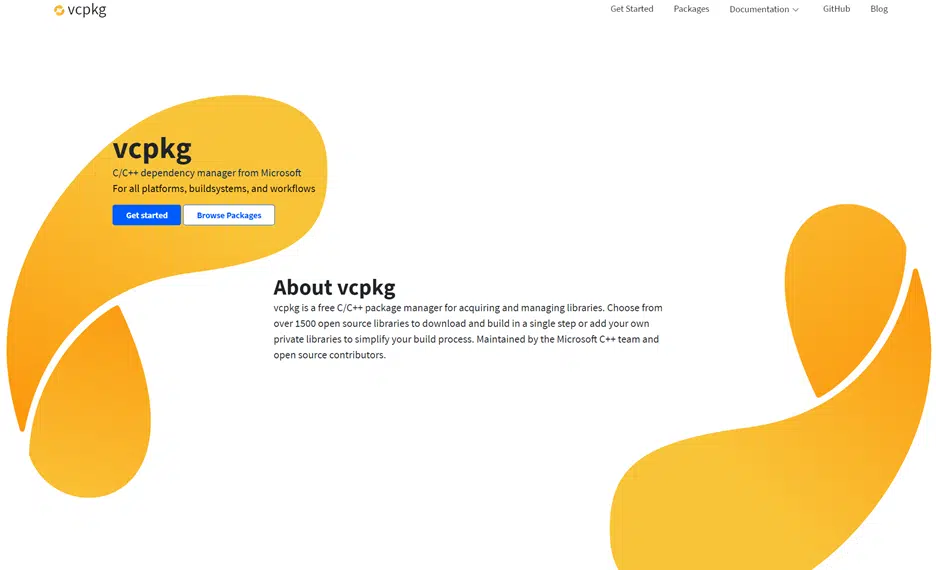 vcpkg
Get Started
Packages
Documentation
GitHub
Blog
vcpkg
C/C++ dependency manager from Microsoft
For all platforms, buildsystems, and workflows
Get started
Browse Packages
About vcpkg
vcpkg is a free C/C++ package manager for acquiring and managing libraries. Choose from
over 1500 open source libraries to download and build in a single step or add your own
private libraries to simplify your build process. Maintained by the Microsoft C++ team and
open source contributors.